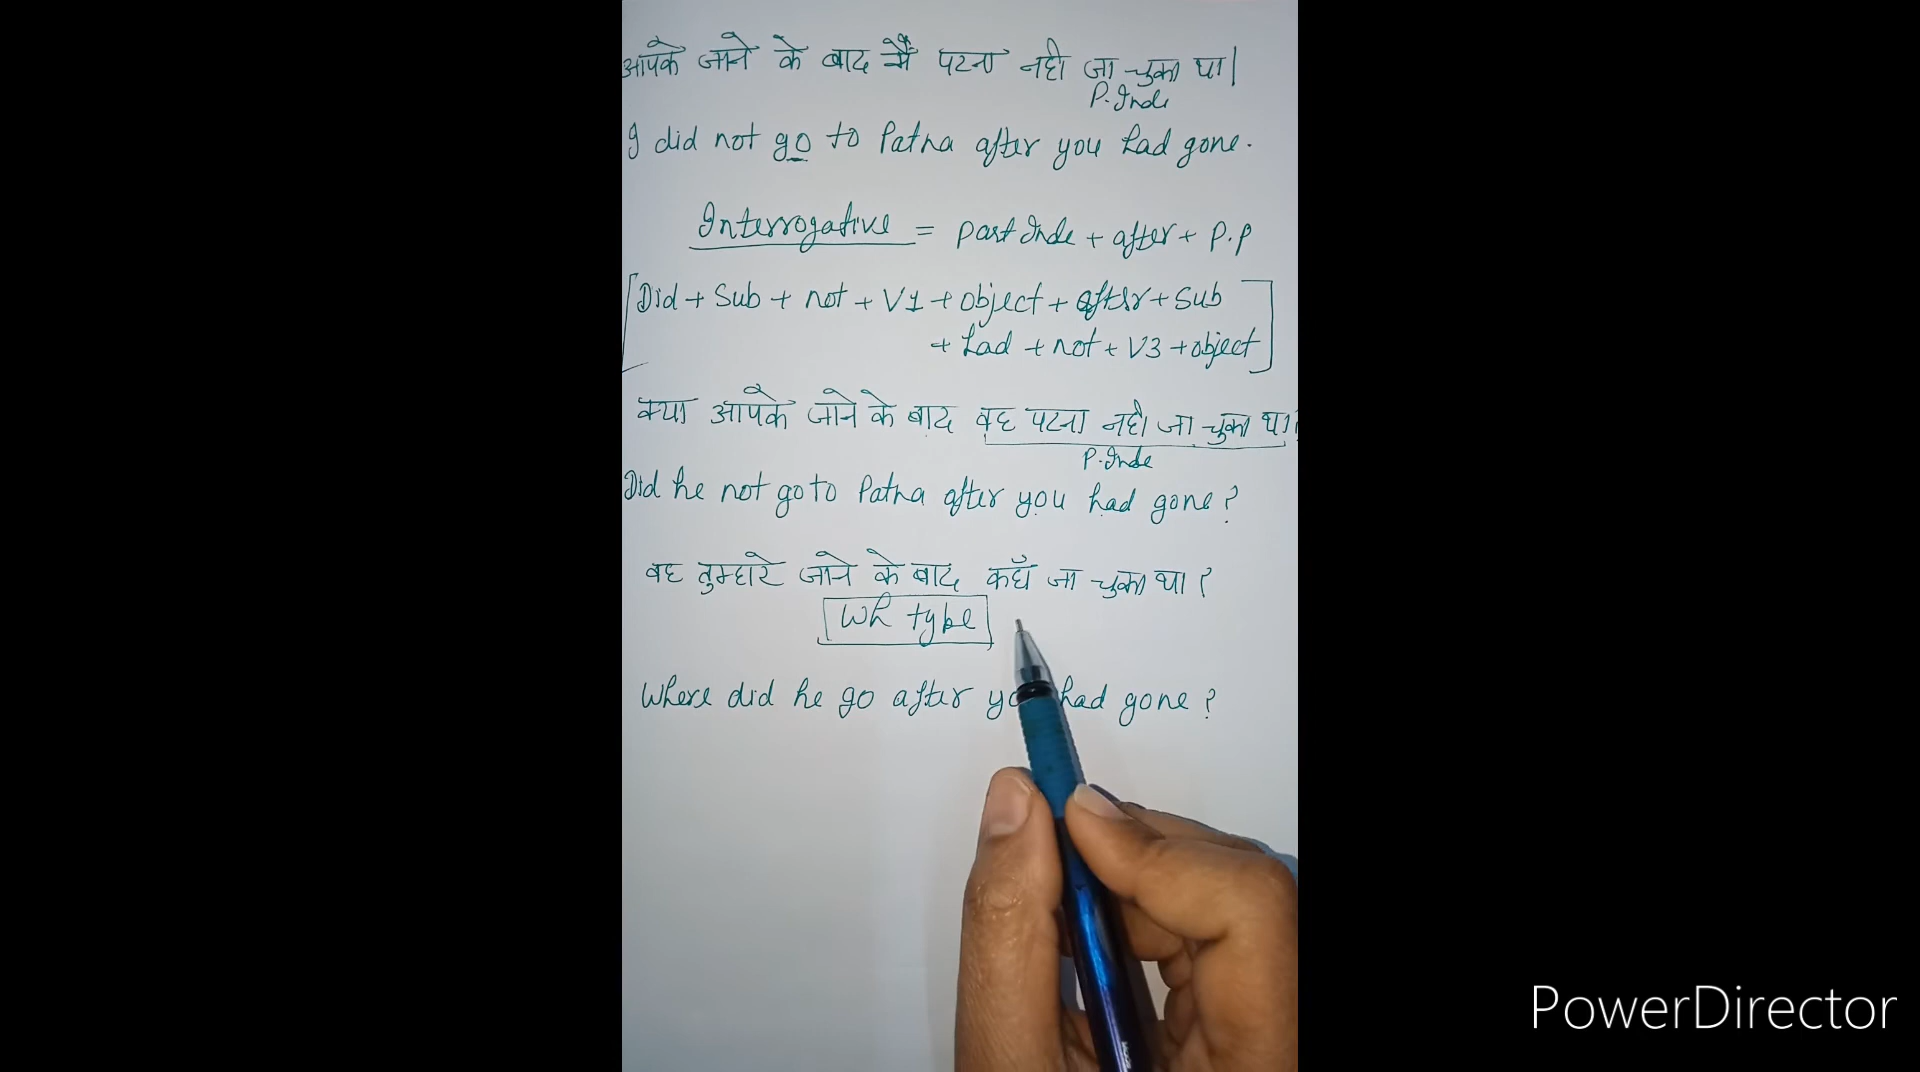 आपके जाने के बाद मैं पटना नही जा चुका था|
P. Inde
I did not go to Patna after you had gone.
Interrogative = Past Inde + after + P.P
[Did + Sub + not + V1 + object + after + Sub
+ had + not + V3 + object]
क्या आपके जाने के बाद वह पटना नही जा चुका था?
P. Inde
Did he not go to Patna after you had gone?
वह तुम्हारे जाने के बाद कहाँ जा चुका था?
Wh type
Where did he go after you had gone?
PowerDirector